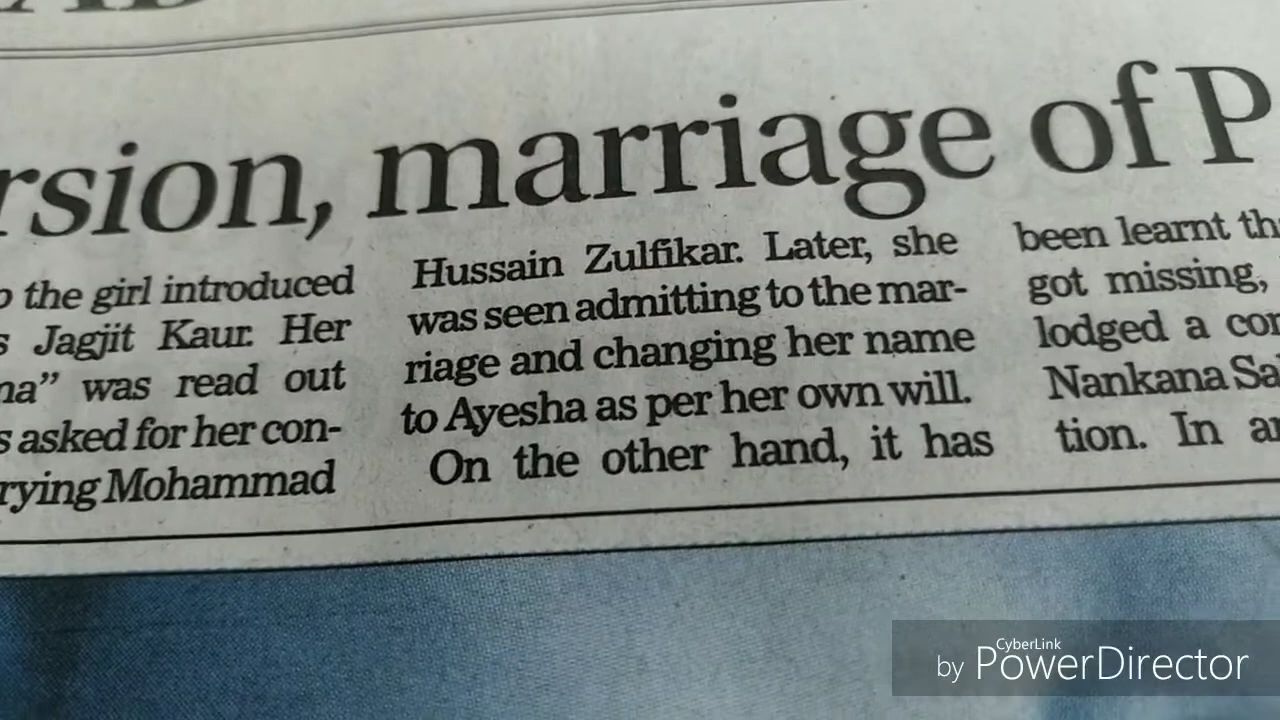 rsion, marriage of P
the girl introduced
Jagjit Kaur. Her
na” was read out
s asked for her con-
rying Mohammad
Hussain Zulfikar. Later, she
was seen admitting to the mar-
riage and changing her name
to Ayesha as per her own will.
On the other hand, it has
been learnt th
got missing,
lodged a con
Nankana Sa
tion. In an
by CyberLink PowerDirector